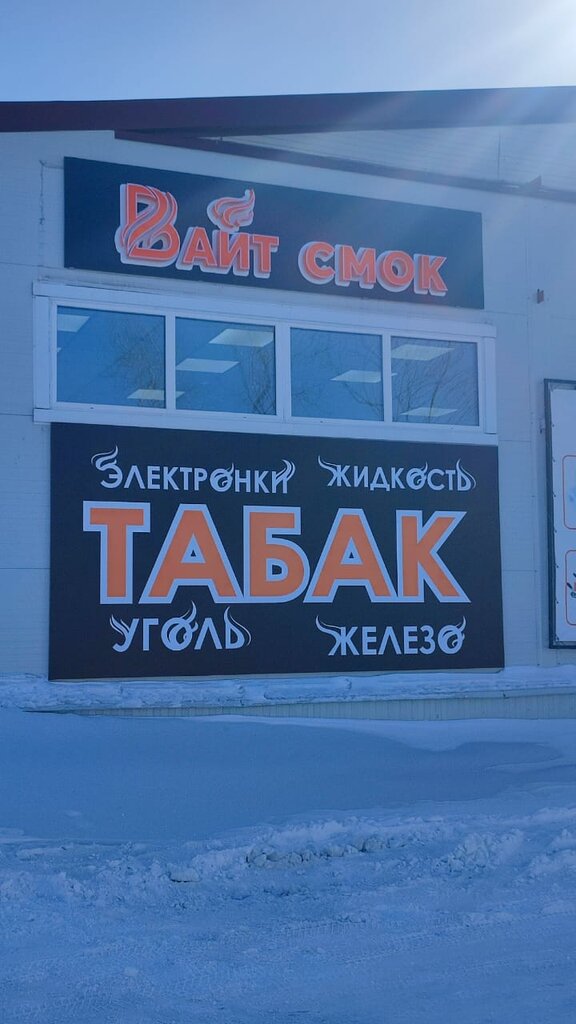 Вайт смок
ЭЛЕКТРОНКИ ЖИДКОСТЬ
ТАБАК
УГОЛЬ ЖЕЛЕЗО